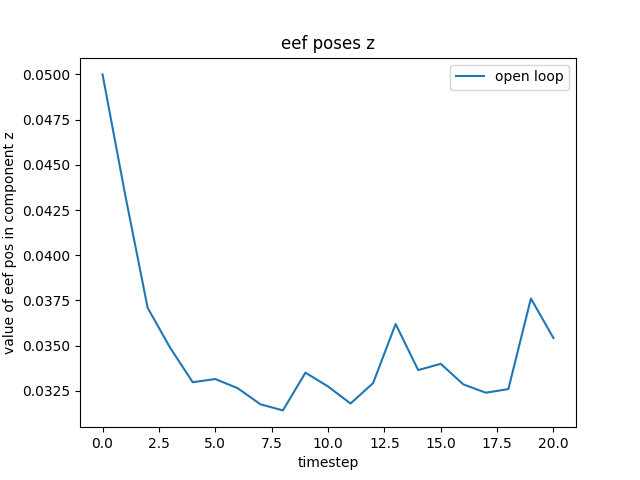 eef poses z
open loop
value of eef pos in component z
0.0500
0.0475
0.0450
0.0425
0.0400
0.0375
0.0350
0.0325
0.0 2.5 5.0 7.5 10.0 12.5 15.0 17.5 20.0
timestep